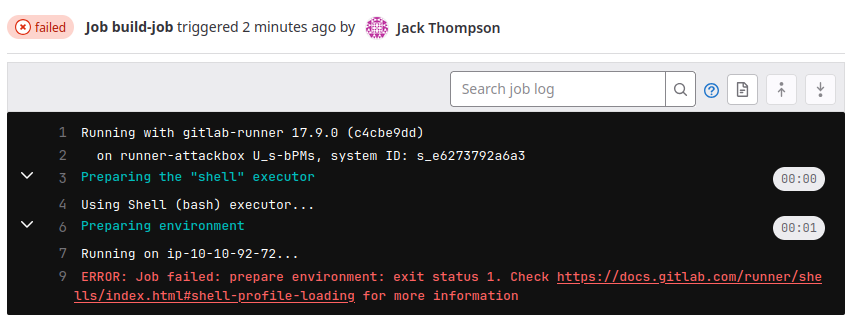 failed Job build-job triggered 2 minutes ago by Jack Thompson
Search job log
1 Running with gitlab-runner 17.9.0 (c4cbe9dd)
2 on runner-attackbox U_s-bPMs, system ID: s_e6273792a6a3
3 Preparing the "shell" executor 00:00
4 Using Shell (bash) executor...
6 Preparing environment 00:01
7 Running on ip-10-10-92-72...
9 ERROR: Job failed: prepare environment: exit status 1. Check https://docs.gitlab.com/runner/she
lls/index.html#shell-profile-loading for more information